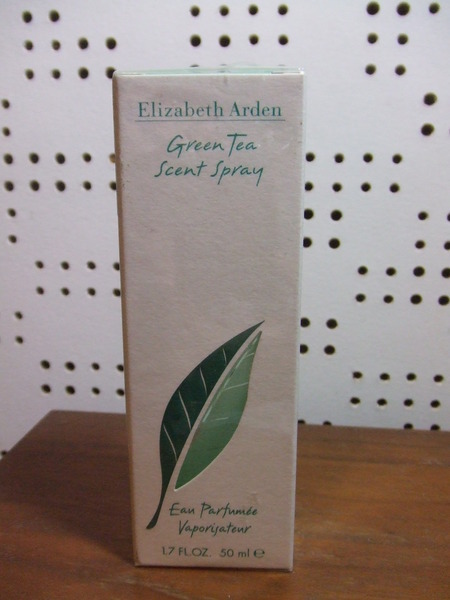 Elizabeth Arden
Green Tea
Scent Spray
Eau Parfumée
Vaporisateur
1.7 FL.OZ. 50 ml ℮